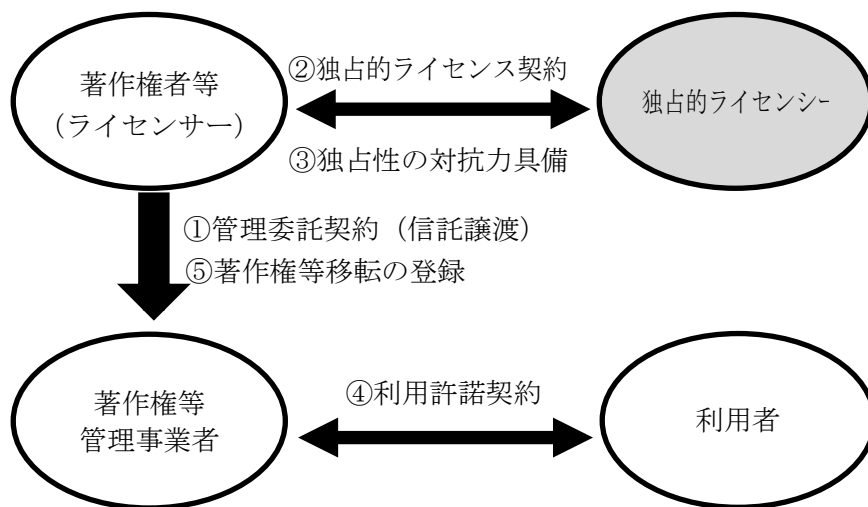 著作権者等
（ライセンサー）
②独占的ライセンス契約
独占的ライセンシー
③独占性の対抗力具備
①管理委託契約（信託譲渡）
⑤著作権等移転の登録
著作権等
管理事業者
④利用許諾契約
利用者